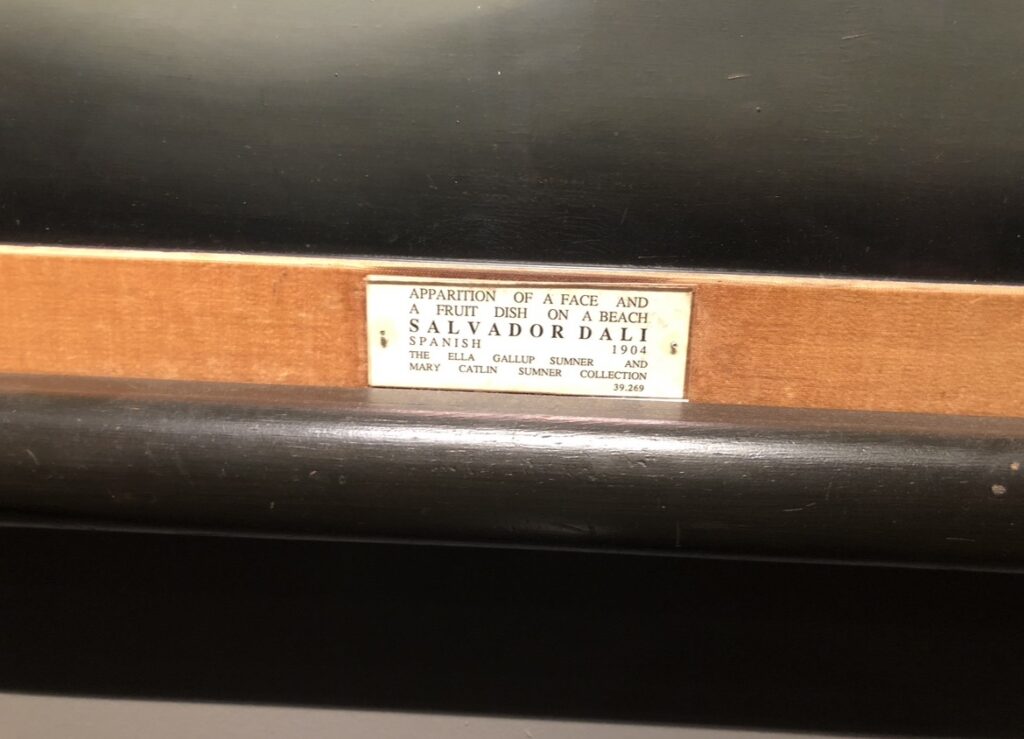 APPARITION OF A FACE AND
A FRUIT DISH ON A BEACH
SALVADOR DALI
SPANISH 1904
THE ELLA GALLUP SUMNER AND
MARY CATLIN SUMNER COLLECTION
39.269